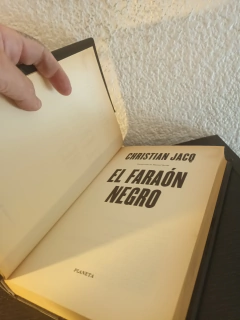 CHRISTIAN JACQ
EL FARAÓN
NEGRO
PLANETA